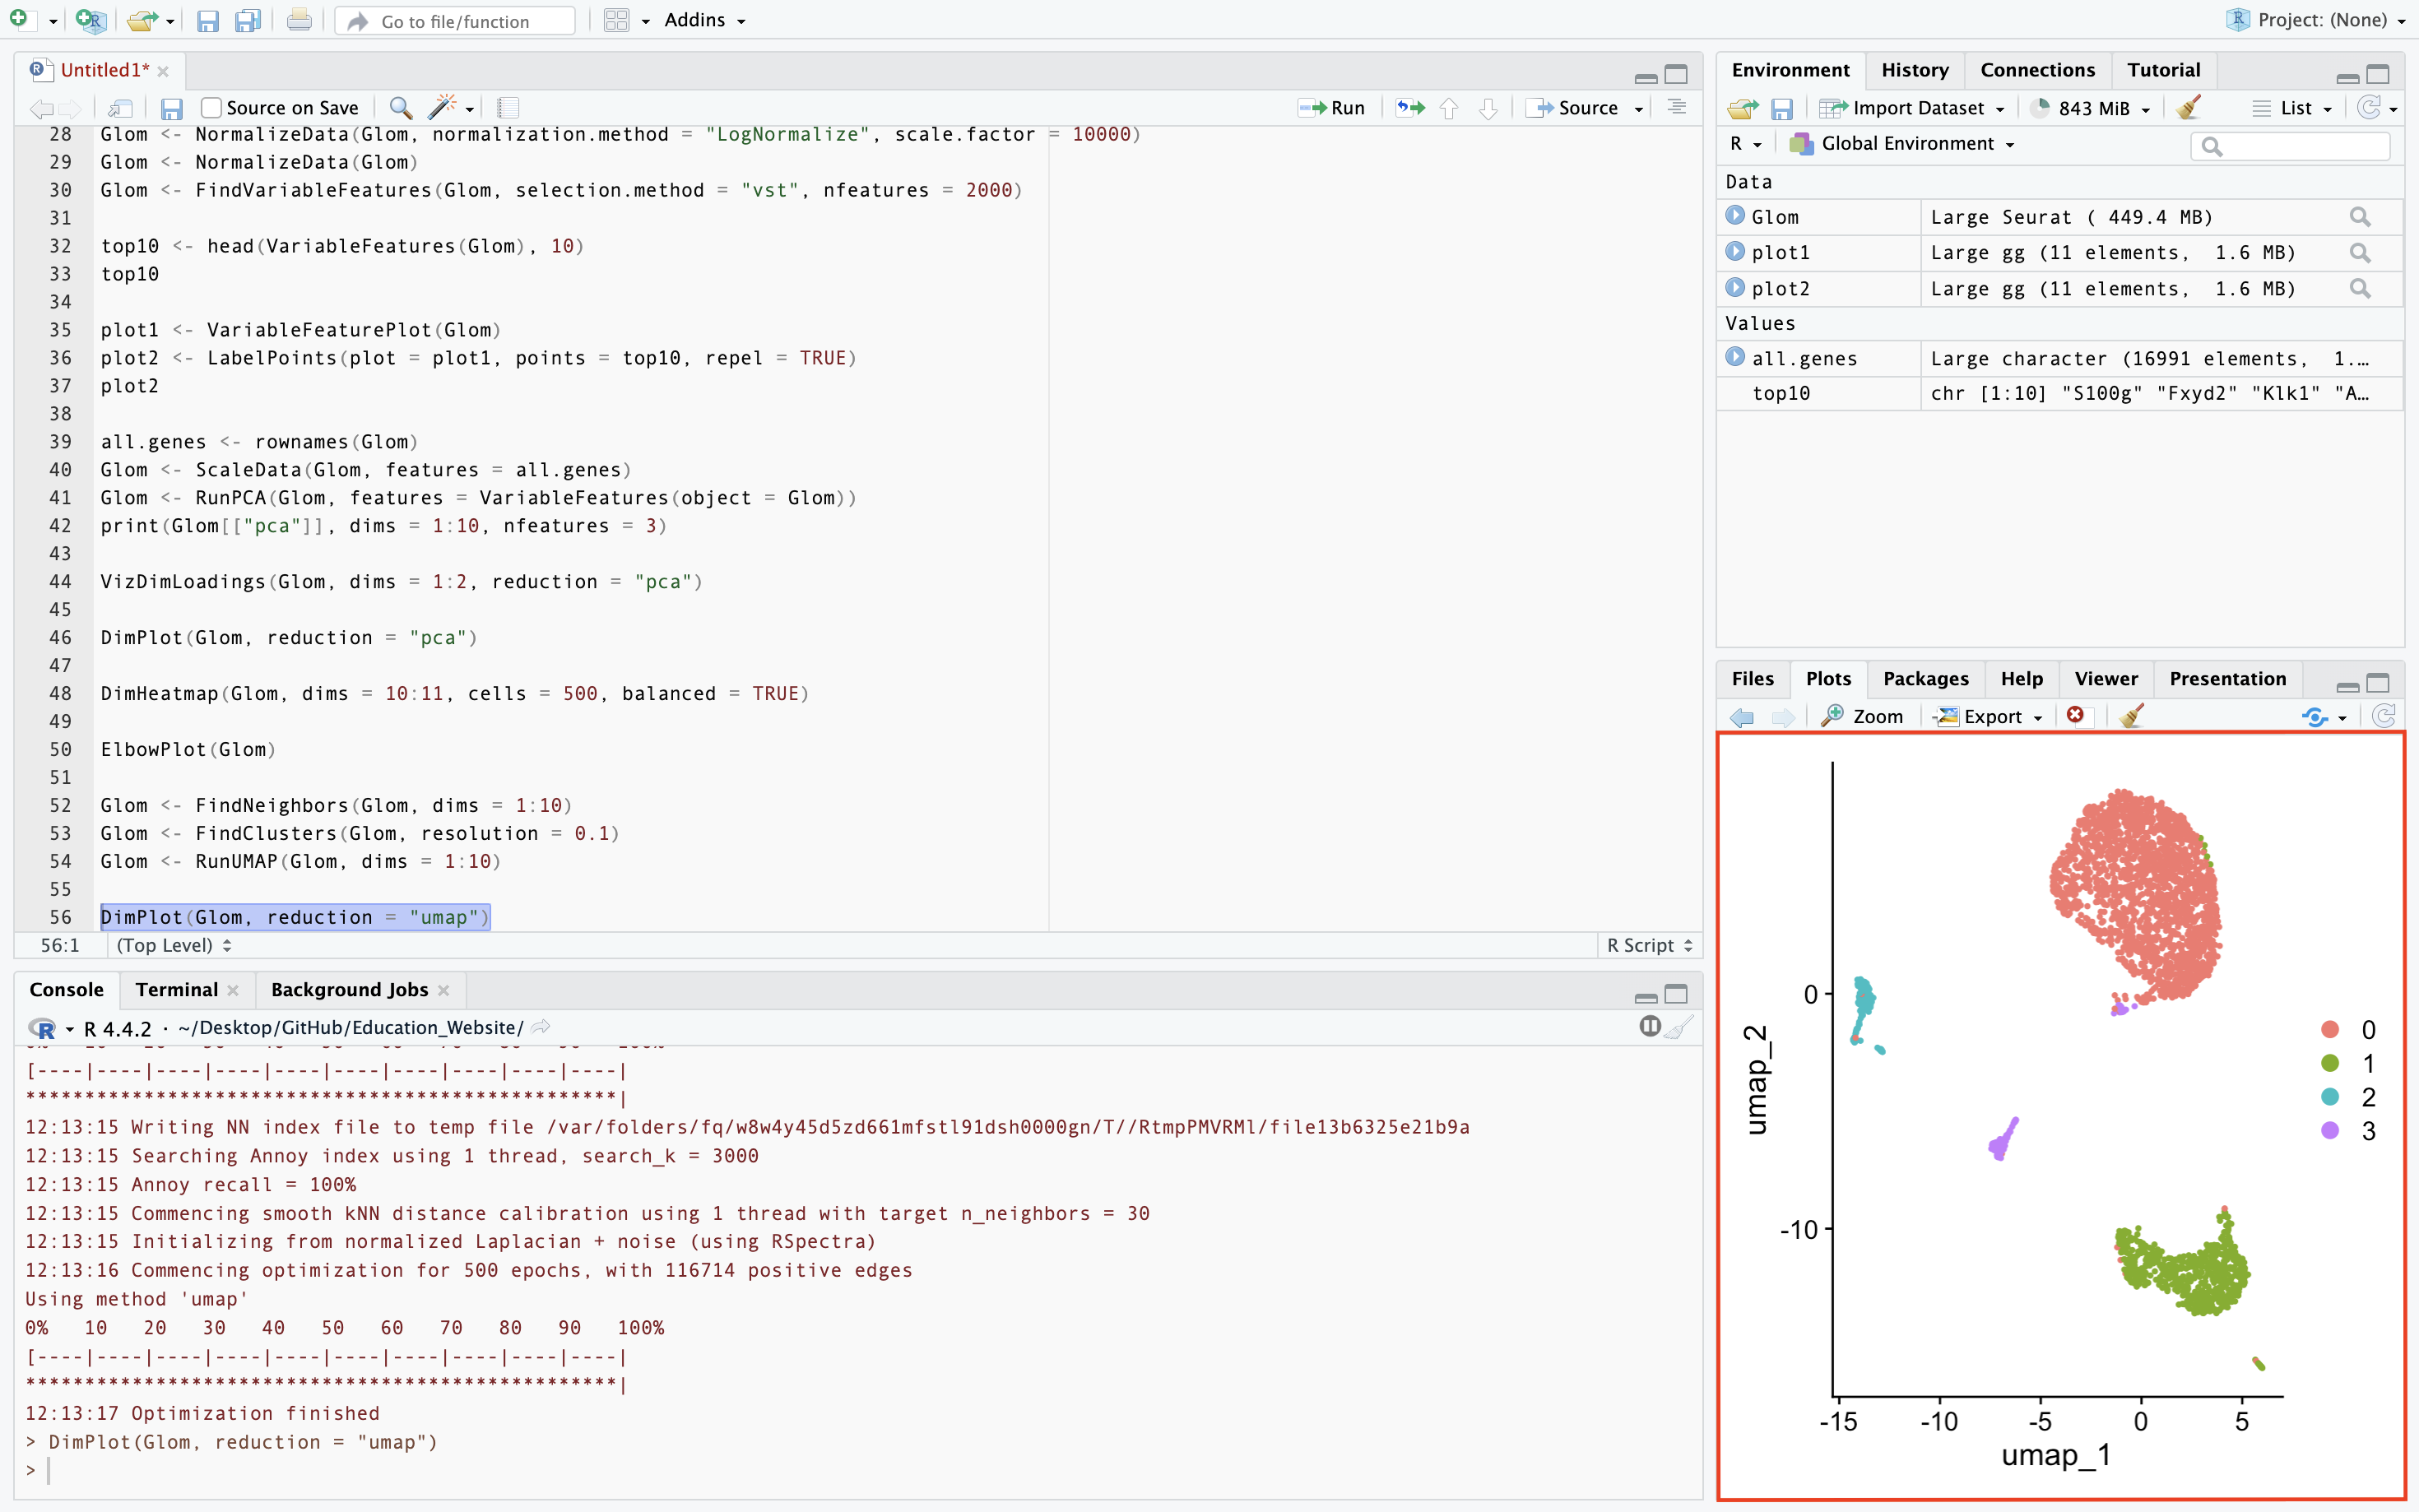 Go to file/function
Addins
Project: (None)
Untitled1*
Source on Save
Run
Source
28 Glom <- NormalizeData(Glom, normalization.method = "LogNormalize", scale.factor = 10000)
29 Glom <- NormalizeData(Glom)
30 Glom <- FindVariableFeatures(Glom, selection.method = "vst", nfeatures = 2000)
31
32 top10 <- head(VariableFeatures(Glom), 10)
33 top10
34
35 plot1 <- VariableFeaturePlot(Glom)
36 plot2 <- LabelPoints(plot = plot1, points = top10, repel = TRUE)
37 plot2
38
39 all.genes <- rownames(Glom)
40 Glom <- ScaleData(Glom, features = all.genes)
41 Glom <- RunPCA(Glom, features = VariableFeatures(object = Glom))
42 print(Glom[["pca"]], dims = 1:10, nfeatures = 3)
43
44 VizDimLoadings(Glom, dims = 1:2, reduction = "pca")
45
46 DimPlot(Glom, reduction = "pca")
47
48 DimHeatmap(Glom, dims = 10:11, cells = 500, balanced = TRUE)
49
50 ElbowPlot(Glom)
51
52 Glom <- FindNeighbors(Glom, dims = 1:10)
53 Glom <- FindClusters(Glom, resolution = 0.1)
54 Glom <- RunUMAP(Glom, dims = 1:10)
55
56 DimPlot(Glom, reduction = "umap")
56:1 (Top Level) R Script
Console Terminal Background Jobs
R 4.4.2 · ~/Desktop/GitHub/Education_Website/
[----|----|----|----|----|----|----|----|----|----|
**************************************************|
12:13:15 Writing NN index file to temp file /var/folders/fq/w8w4y45d5zd661mfstl91dsh0000gn/T//RtmpPMVRMl/file13b6325e21b9a
12:13:15 Searching Annoy index using 1 thread, search_k = 3000
12:13:15 Annoy recall = 100%
12:13:15 Commencing smooth kNN distance calibration using 1 thread with target n_neighbors = 30
12:13:15 Initializing from normalized Laplacian + noise (using RSpectra)
12:13:16 Commencing optimization for 500 epochs, with 116714 positive edges
Using method 'umap'
0% 10 20 30 40 50 60 70 80 90 100%
[----|----|----|----|----|----|----|----|----|----|
**************************************************|
12:13:17 Optimization finished
> DimPlot(Glom, reduction = "umap")
>
Environment History Connections Tutorial
Import Dataset 843 MiB List
R Global Environment
Data
Glom Large Seurat ( 449.4 MB)
plot1 Large gg (11 elements, 1.6 MB)
plot2 Large gg (11 elements, 1.6 MB)
Values
all.genes Large character (16991 elements, 1.…
top10 chr [1:10] "S100g" "Fxyd2" "Klk1" "A…
Files Plots Packages Help Viewer Presentation
Zoom Export
0
-10
umap_2
-15 -10 -5 0 5
umap_1
0
1
2
3